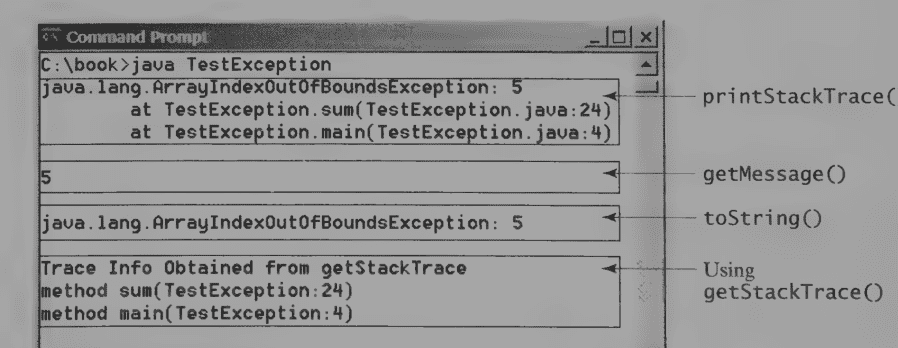 Command Prompt
C:\book>java TestException
java.lang.ArrayIndexOutOfBoundsException: 5
at TestException.sum(TestException.java:24)
at TestException.main(TestException.java:4)
printStackTrace(
5
getMessage()
java.lang.ArrayIndexOutOfBoundsException: 5
toString()
Trace Info Obtained from getStackTrace
method sum(TestException:24)
method main(TestException:4)
Using
getStackTrace()